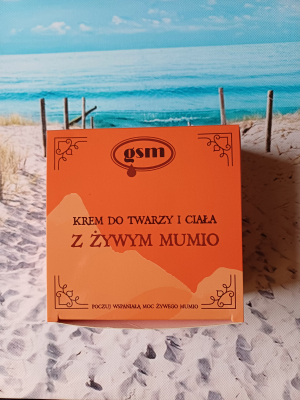 gsm
KREM DO TWARZY I CIAŁA
Z ŻYWYM MUMIO
POCZUJ WSPANIAŁĄ MOC ŻYWEGO MUMIO